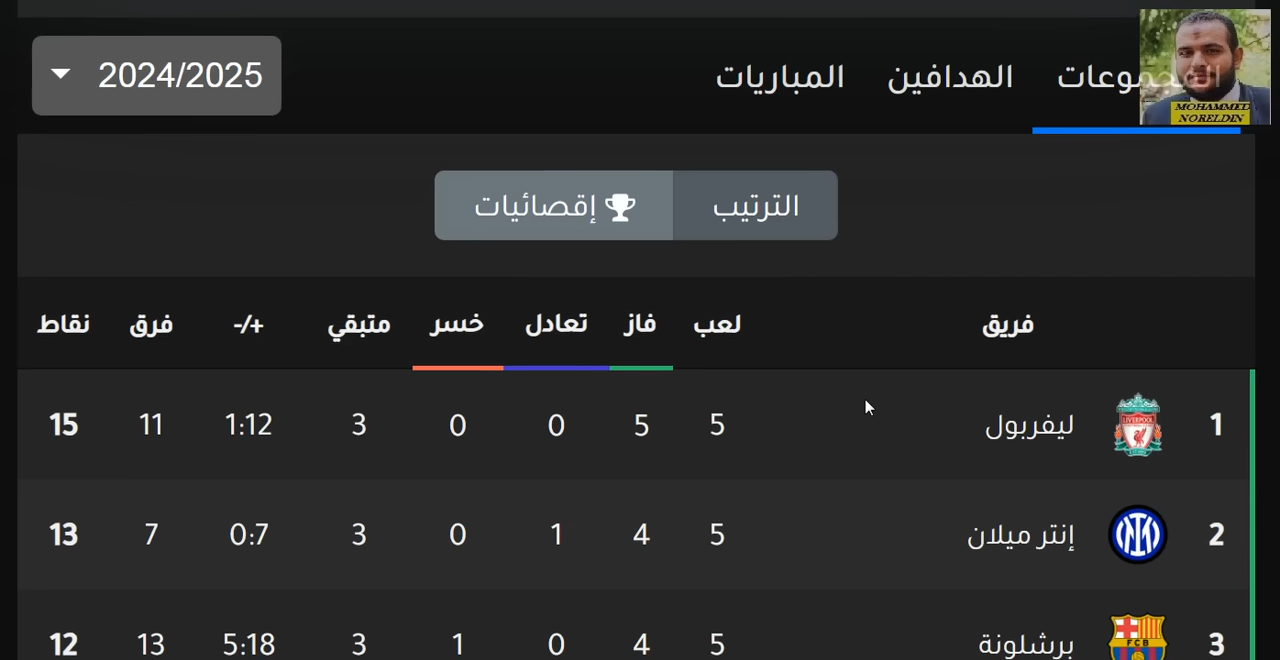 المجموعات الهدافين المباريات 2024/2025
MOHAMMED
NORELDIN
الترتيب إقصائيات
فريق لعب فاز تعادل خسر متبقي +/- فرق نقاط
1 ليفربول 5 5 0 0 3 1:12 11 15
2 إنتر ميلان 5 4 1 0 3 0:7 7 13
3 برشلونة 5 4 0 1 3 5:18 13 12